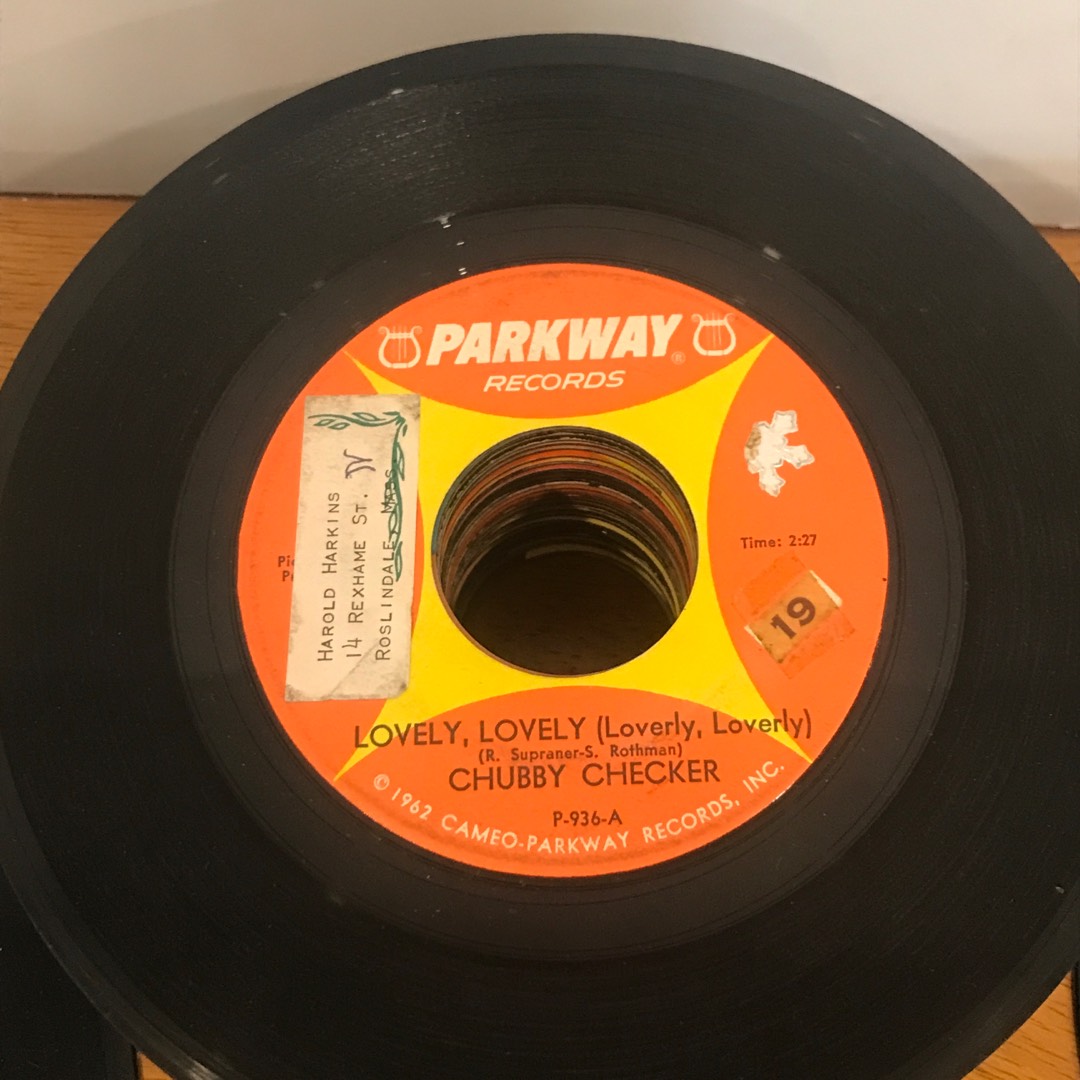 PARKWAY®
RECORDS
HAROLD HARKINS
14 REXHAME ST.
ROSLINDALE MASS
Time: 2:27
19
LOVELY, LOVELY (Loverly, Loverly)
(R. Supraner-S. Rothman)
CHUBBY CHECKER
P-936-A
© 1962 CAMEO-PARKWAY RECORDS, INC.